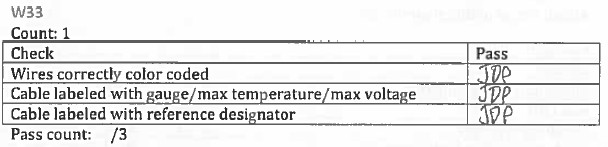 W33
Count: 1
Check Pass
Wires correctly color coded JDP
Cable labeled with gauge/max temperature/max voltage JDP
Cable labeled with reference designator JDP
Pass count: /3